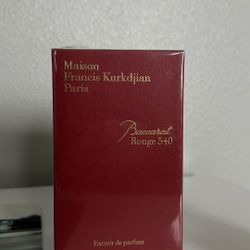 Maison
Francis Kurkdjian
Paris
Baccarat
Rouge 540
Extrait de parfum